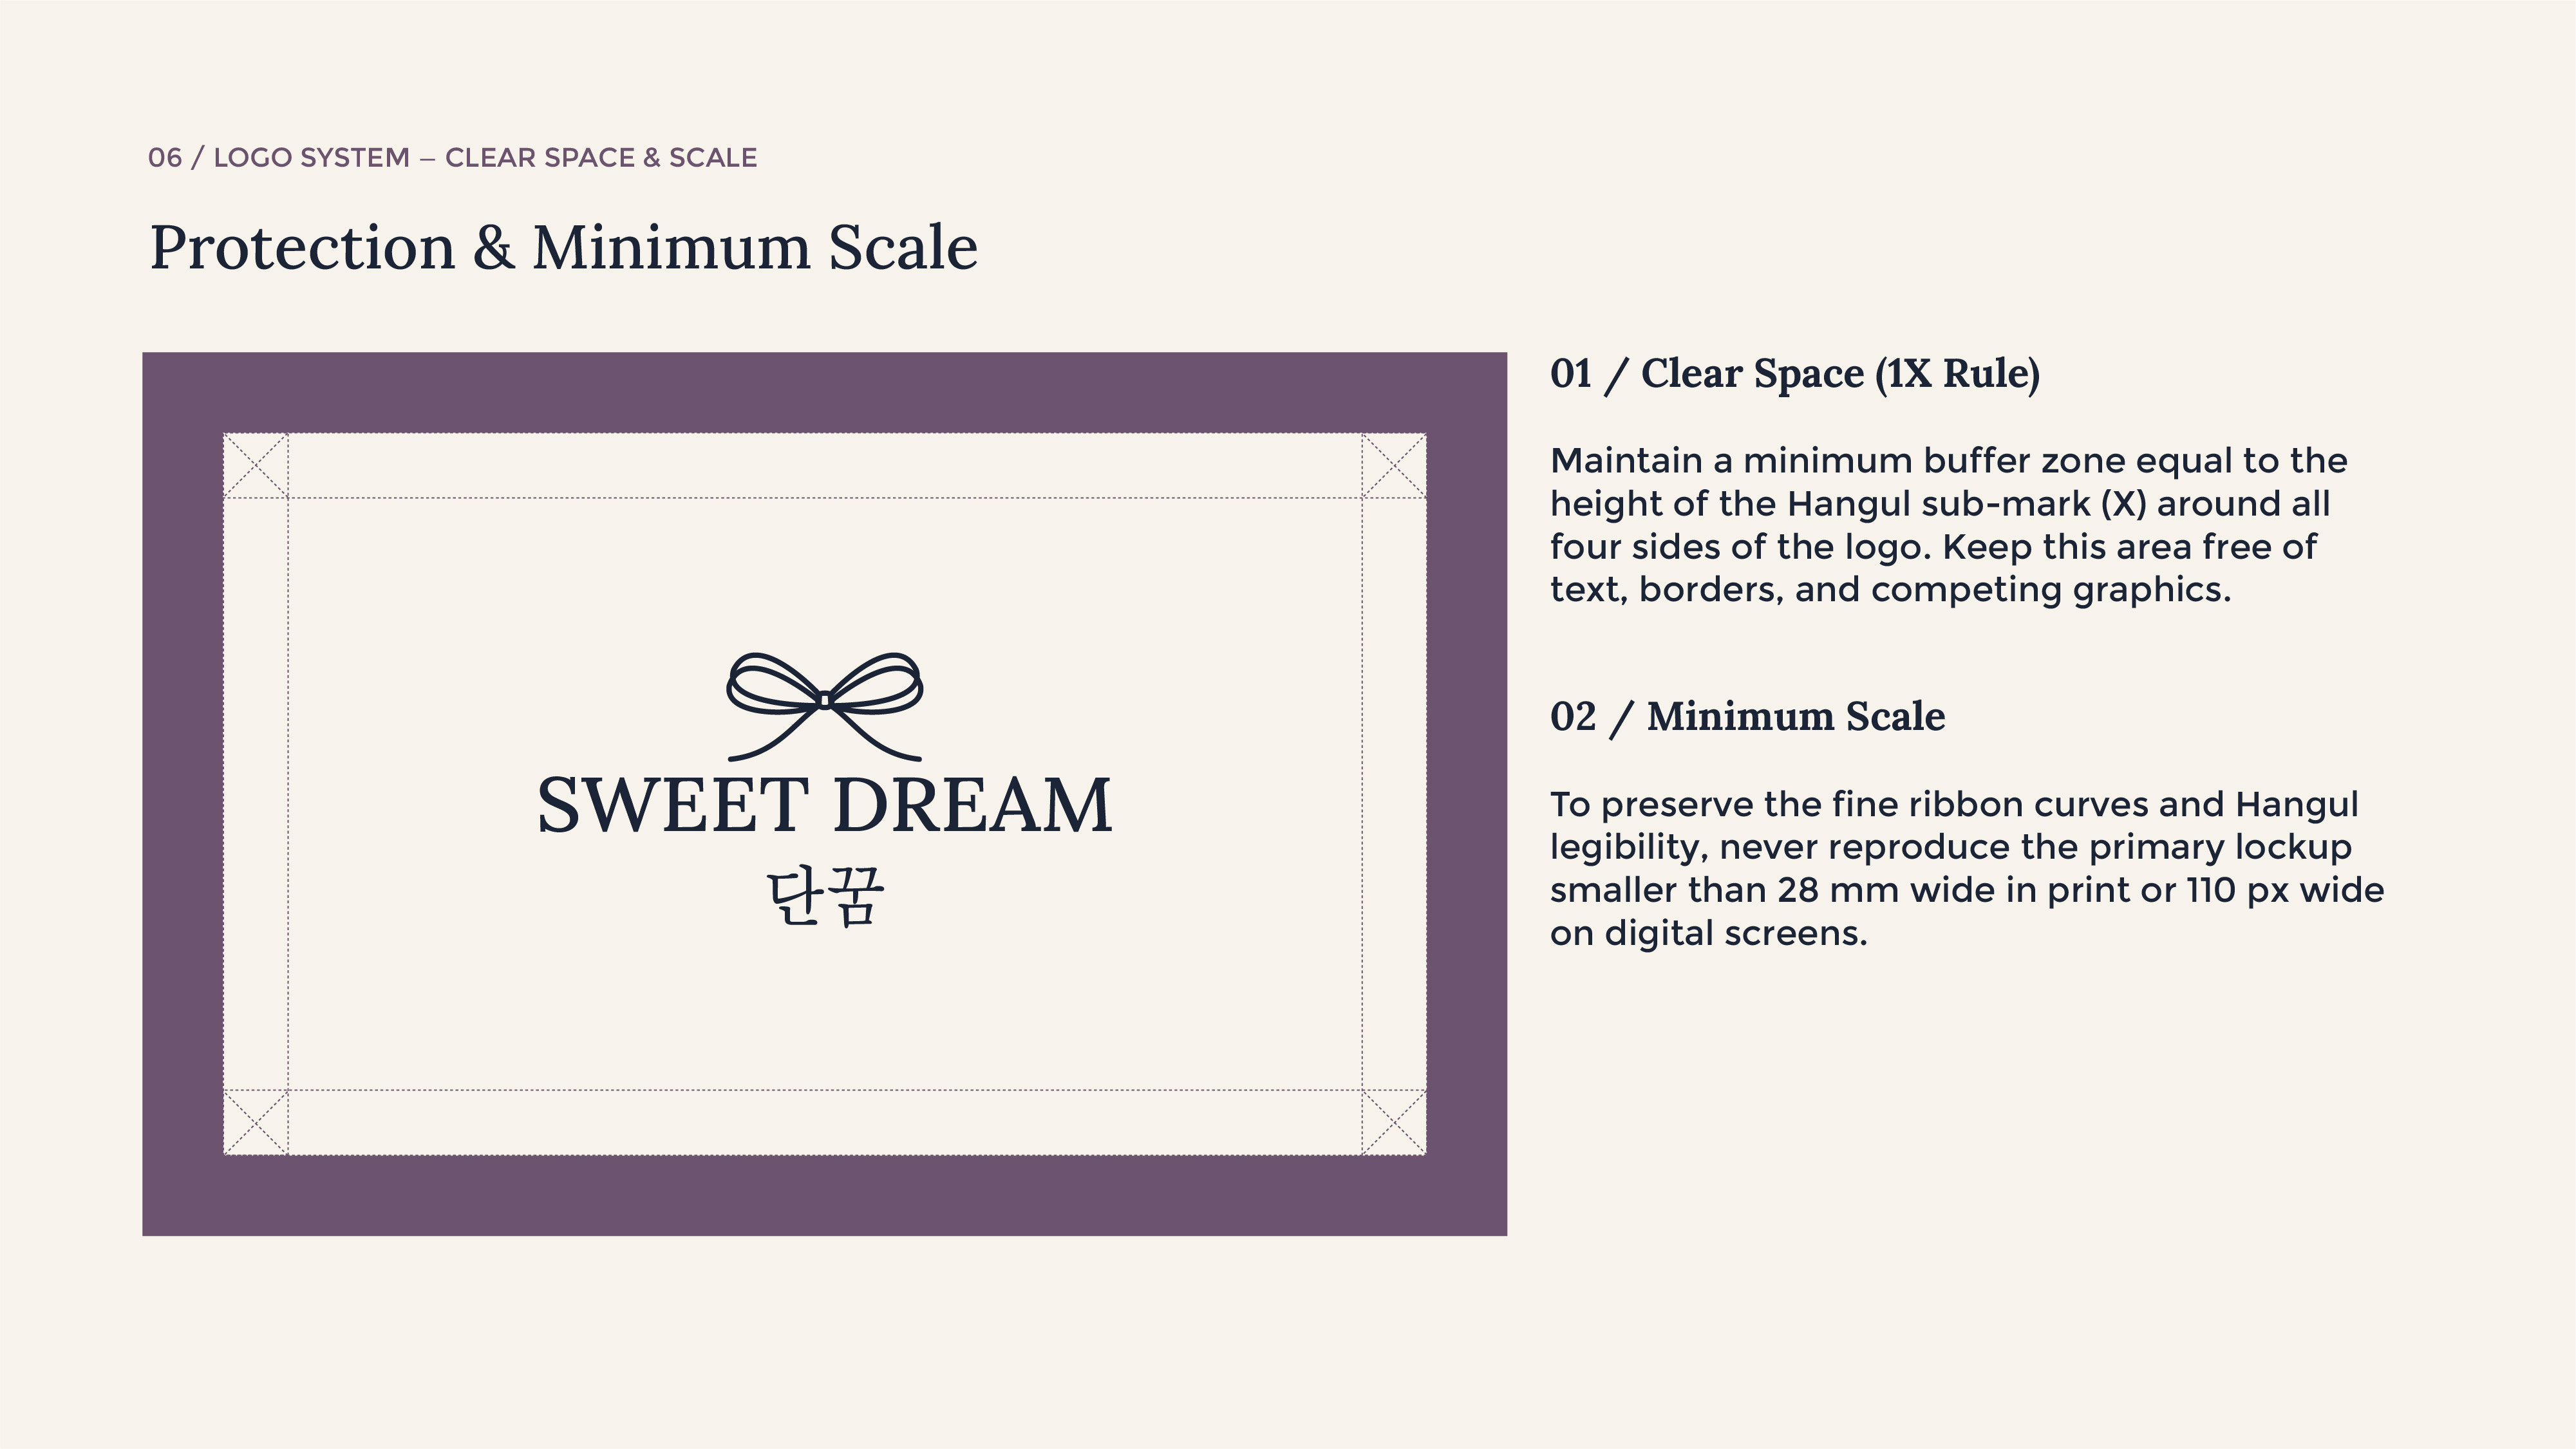 06 / LOGO SYSTEM – CLEAR SPACE & SCALE
Protection & Minimum Scale
SWEET DREAM
단꿈
01 / Clear Space (1X Rule)
Maintain a minimum buffer zone equal to the
height of the Hangul sub-mark (X) around all
four sides of the logo. Keep this area free of
text, borders, and competing graphics.
02 / Minimum Scale
To preserve the fine ribbon curves and Hangul
legibility, never reproduce the primary lockup
smaller than 28 mm wide in print or 110 px wide
on digital screens.